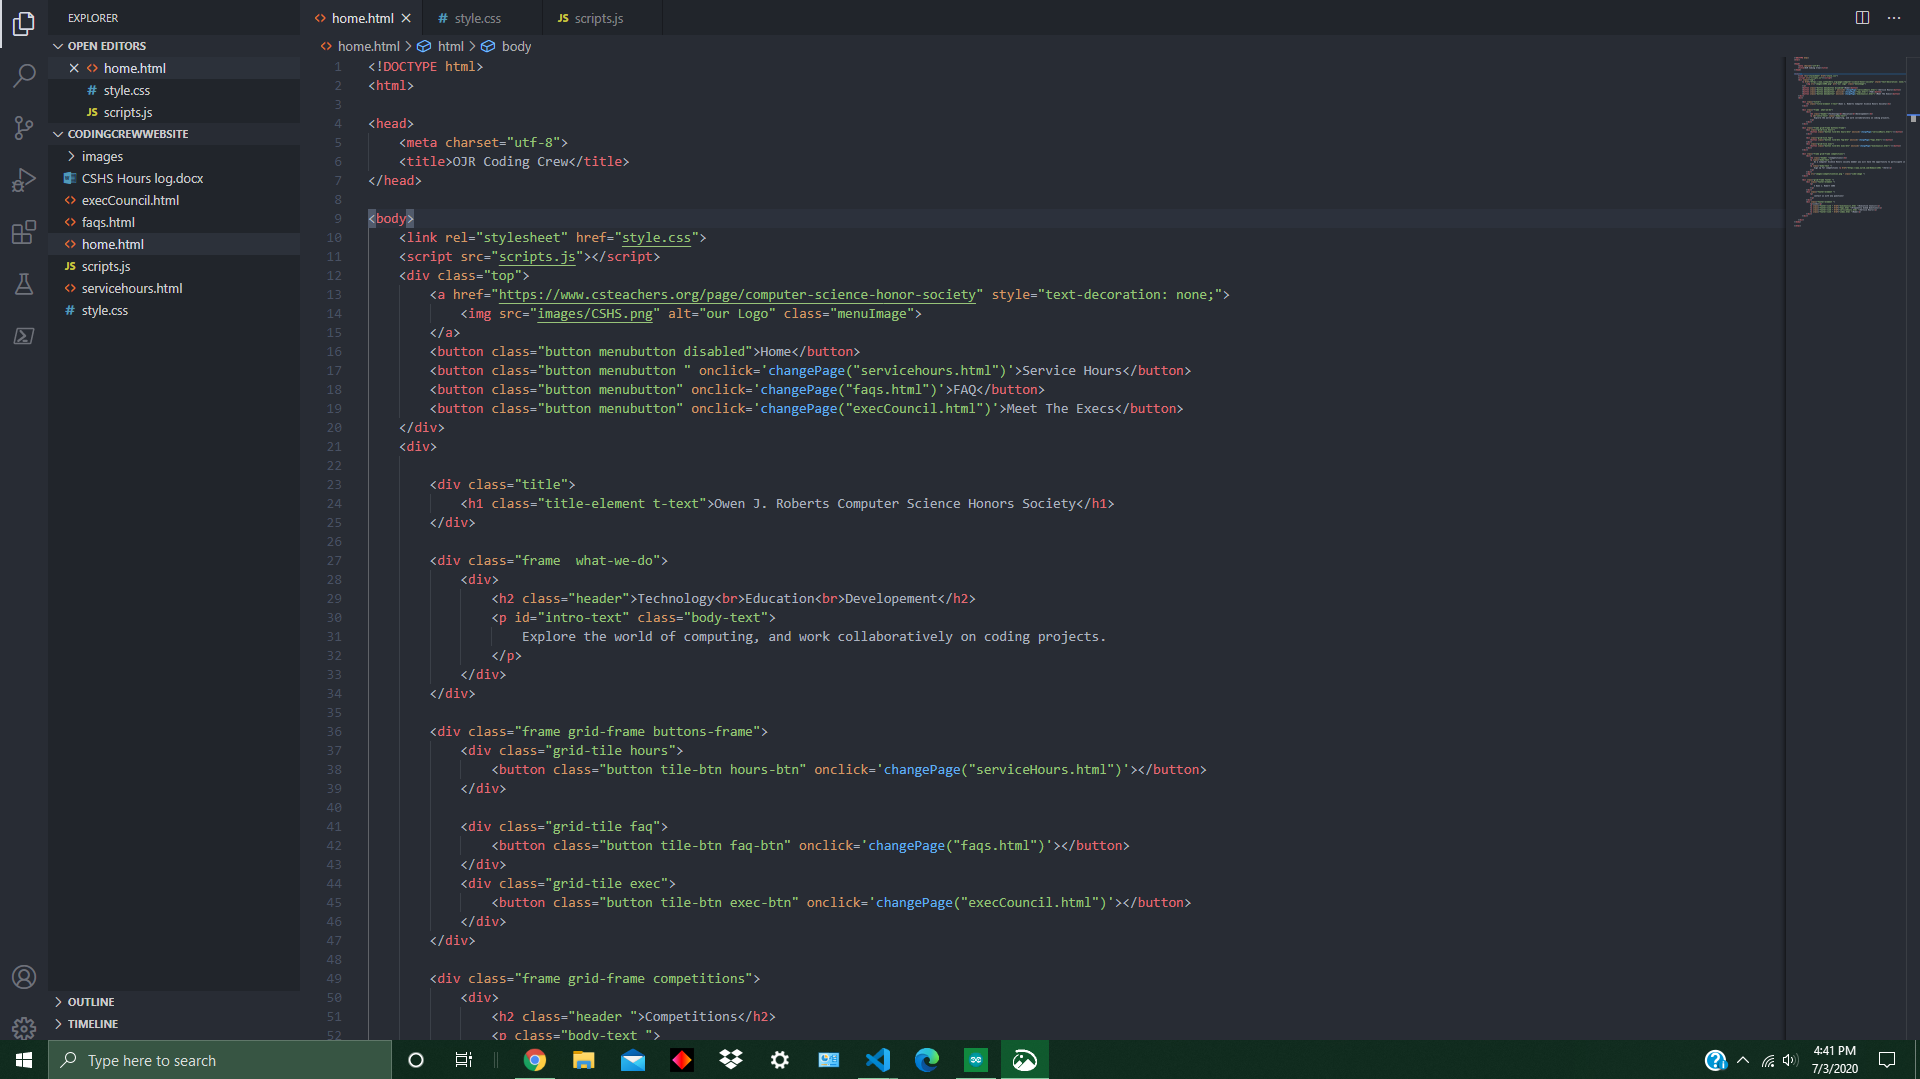 EXPLORER
OPEN EDITORS
home.html
# style.css
JS scripts.js
CODINGCREWWEBSITE
images
CSHS Hours log.docx
execCouncil.html
faqs.html
home.html
JS scripts.js
servicehours.html
# style.css
OUTLINE
TIMELINE
home.html
# style.css
JS scripts.js
home.html > html > body
1 <!DOCTYPE html>
2 <html>
3
4 <head>
5 <meta charset="utf-8">
6 <title>OJR Coding Crew</title>
7 </head>
8
9 <body>
10 <link rel="stylesheet" href="style.css">
11 <script src="scripts.js"></script>
12 <div class="top">
13 <a href="https://www.csteachers.org/page/computer-science-honor-society" style="text-decoration: none;">
14 <img src="images/CSHS.png" alt="our Logo" class="menuImage">
15 </a>
16 <button class="button menubutton disabled">Home</button>
17 <button class="button menubutton " onclick='changePage("servicehours.html")'>Service Hours</button>
18 <button class="button menubutton" onclick='changePage("faqs.html")'>FAQ</button>
19 <button class="button menubutton" onclick='changePage("execCouncil.html")'>Meet The Execs</button>
20 </div>
21 <div>
22
23 <div class="title">
24 <h1 class="title-element t-text">Owen J. Roberts Computer Science Honors Society</h1>
25 </div>
26
27 <div class="frame  what-we-do">
28 <div>
29 <h2 class="header">Technology<br>Education<br>Developement</h2>
30 <p id="intro-text" class="body-text">
31 Explore the world of computing, and work collaboratively on coding projects.
32 </p>
33 </div>
34 </div>
35
36 <div class="frame grid-frame buttons-frame">
37 <div class="grid-tile hours">
38 <button class="button tile-btn hours-btn" onclick='changePage("serviceHours.html")'></button>
39 </div>
40
41 <div class="grid-tile faq">
42 <button class="button tile-btn faq-btn" onclick='changePage("faqs.html")'></button>
43 </div>
44 <div class="grid-tile exec">
45 <button class="button tile-btn exec-btn" onclick='changePage("execCouncil.html")'></button>
46 </div>
47 </div>
48
49 <div class="frame grid-frame competitions">
50 <div>
51 <h2 class="header ">Competitions</h2>
52 <p class="body-text ">
Type here to search
4:41 PM
7/3/2020